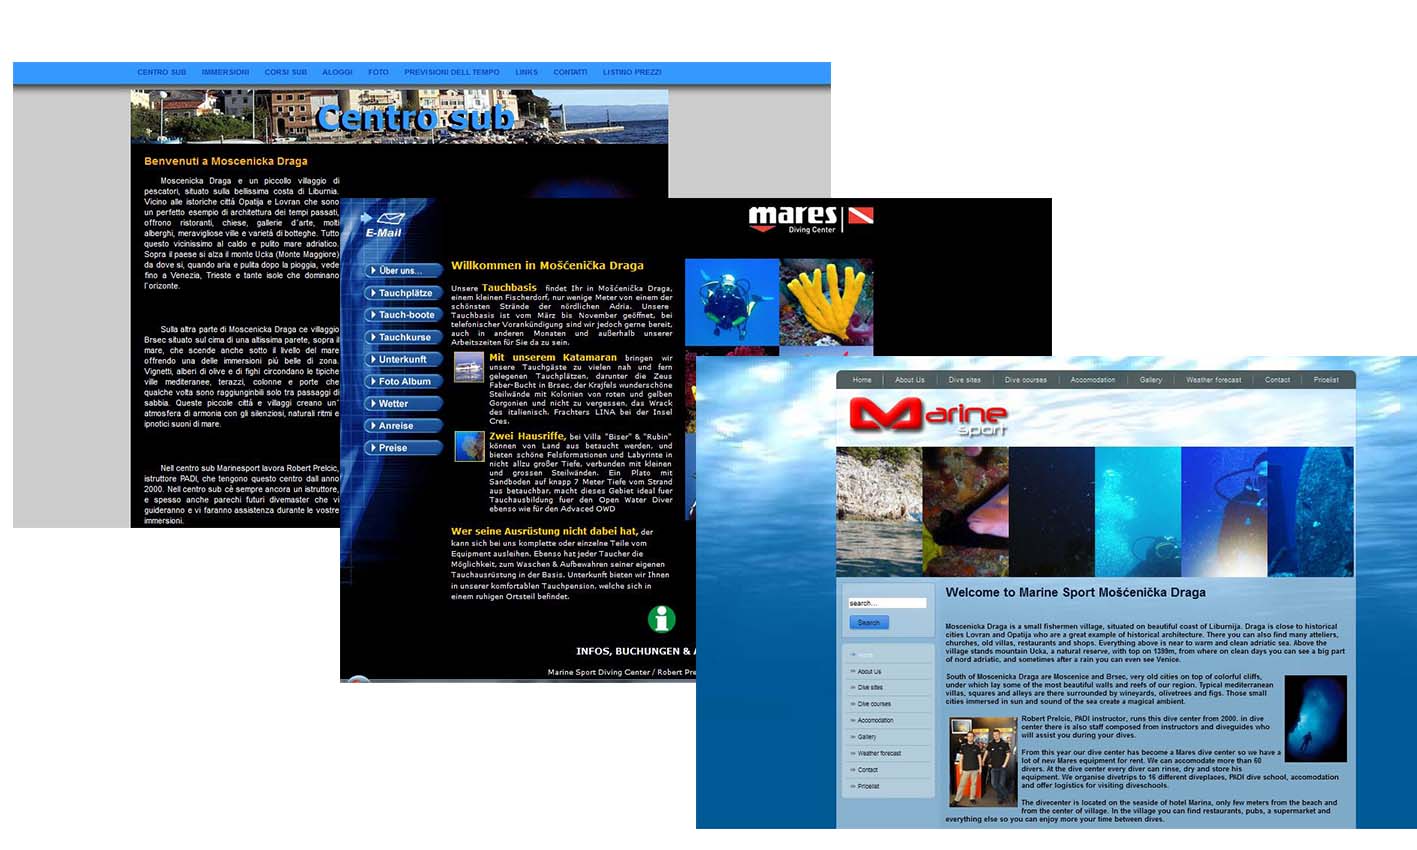 CENTRO SUB IMMERSIONI CORSI SUB ALOGGI FOTO PREVISIONI DELL TEMPO LINKS CONTATTI LISTINO PREZZI
Centro sub
Benvenuti a Moscenicka Draga
Moscenicka Draga e un piccollo villaggio di
pescatori, situato sulla bellissima costa di Liburnia.
Vicino alle istoriche cittá Opatija e Lovran che sono
un perfetto esempio di architettura dei tempi passati,
offrono ristoranti, chiese, gallerie d´arte, molti
alberghi, meravigliose ville e varietá di botteghe. Tutto
questo vicinissimo al caldo e pulito mare adriatico.
Sopra il paese si alza il monte Ucka (Monte Maggiore)
da dove si, quando aria e pulita dopo la pioggia, vede
fino a Venezia, Trieste e tante isole che dominano
l'orizonte.
Sulla altra parte di Moscenicka Draga ce villaggio
Brsec situato sul cima di una altissima parete, sopra il
mare, che scende anche sotto il livello del mare
offrendo una delle immersioni piú belle di zona.
Vignetti, alberi di olive e di fighi circondano le tipiche
ville mediteranee, terazzi, colonne e porte che
qualche volta sono raggiungibili solo tra passaggi di
sabbia. Queste piccole cittá e villaggi creano un´
atmosfera di armonia con gli silenziosi, naturali ritmi e
ipnotici suoni di mare.
Nell centro sub Marinesport lavora Robert Prelcic,
istruttore PADI, che tengono questo centro dall anno
2000. Nell centro sub cè sempre ancora un istruttore,
e spesso anche parechi futuri divemaster che vi
guideranno e vi faranno assistenza durante le vostre
immersioni.
E-Mail
mares
Diving Center
Über uns...
Tauchplätze
Tauch-boote
Tauchkurse
Unterkunft
Foto Album
Wetter
Anreise
Preise
Willkommen in Mošćenička Draga
Unsere Tauchbasis findet Ihr in Mošćenička Draga,
einem kleinen Fischerdorf, nur wenige Meter von einem der
schönsten Strände der nördlichen Adria. Unsere
Tauchbasis ist vom März bis November geöffnet, bei
telefonischer Vorankündigung sind wir jedoch gerne bereit,
auch in anderen Monaten und außerhalb unserer
Arbeitszeiten für Sie da zu sein.
Mit unserem Katamaran bringen wir
unsere Tauchgäste zu vielen nah und fern
gelegenen Tauchplätzen, darunter die Zeus
Faber-Bucht in Brsec, der Krajfels wunderschöne
Steilwände mit Kolonien von roten und gelben
Gorgonien und nicht zu vergessen, das Wrack
des italienisch. Frachters LINA bei der Insel
Cres.
Zwei Hausriffe, bei Villa "Biser" & "Rubin"
können von Land aus betaucht werden, und
bieten schöne Felsformationen und Labyrinte in
nicht allzu großer Tiefe, verbunden mit kleinen
und grossen Steilwänden. Ein Plato mit
Sandboden auf knapp 7 Meter Tiefe vom Strand
aus betauchbar, macht dieses Gebiet ideal fuer
Tauchausbildung fuer den Open Water Diver
ebenso wie für den Advaced OWD
Wer seine Ausrüstung nicht dabei hat, der
kann sich bei uns komplette oder einzelne Teile vom
Equipment ausleihen. Ebenso hat jeder Taucher die
Möglichkeit, zum Waschen & Aufbewahren seiner eigenen
Tauchausrüstung in der Basis. Unterkunft bieten wir Ihnen
in unserer komfortablen Tauchpension, welche sich in
einem ruhigen Ortsteil befindet.
i
INFOS, BUCHUNGEN &
Marine Sport Diving Center / Robert Pre
Home About Us Dive sites Dive courses Accomodation Gallery Weather forecast Contact Pricelist
Marine
sport
search...
Search
Home
About Us
Dive sites
Dive courses
Accomodation
Gallery
Weather forecast
Contact
Pricelist
Welcome to Marine Sport Mošćenička Draga
Moscenicka Draga is a small fishermen village, situated on beautiful coast of Liburnija. Draga is close to historical
cities Lovran and Opatija who are a great example of historical architecture. There you can also find many atteliers,
churches, old villas, restaurants and shops. Everything above is near to warm and clean adriatic sea. Above the
village stands mountain Ucka, a natural reserve, with top on 1399m, from where on clean days you can see a big part
of nord adriatic, and sometimes after a rain you can even see Venice.
South of Moscenicka Draga are Moscenice and Brsec, very old cities on top of colorful cliffs,
under which lay some of the most beautiful walls and reefs of our region. Typical mediterranean
villas, squares and alleys are there surrounded by wineyards, olivetrees and figs. Those small
cities immersed in sun and sound of the sea create a magical ambient.
Robert Prelcic, PADI instructor, runs this dive center from 2000. in dive
center there is also staff composed from instructors and diveguides who
will assist you during your dives.
From this year our dive center has become a Mares dive center so we have a
lot of new Mares equipment for rent. We can accomodate more than 60
divers. At the dive center every diver can rinse, dry and store his
equipment. We organise divetrips to 16 different diveplaces, PADI dive school, accomodation
and offer logistics for visiting diveschools.
The divecenter is located on the seaside of hotel Marina, only few meters from the beach and
from the center of village. In the village you can find restaurants, pubs, a supermarket and
everything else so you can enjoy more your time between dives.